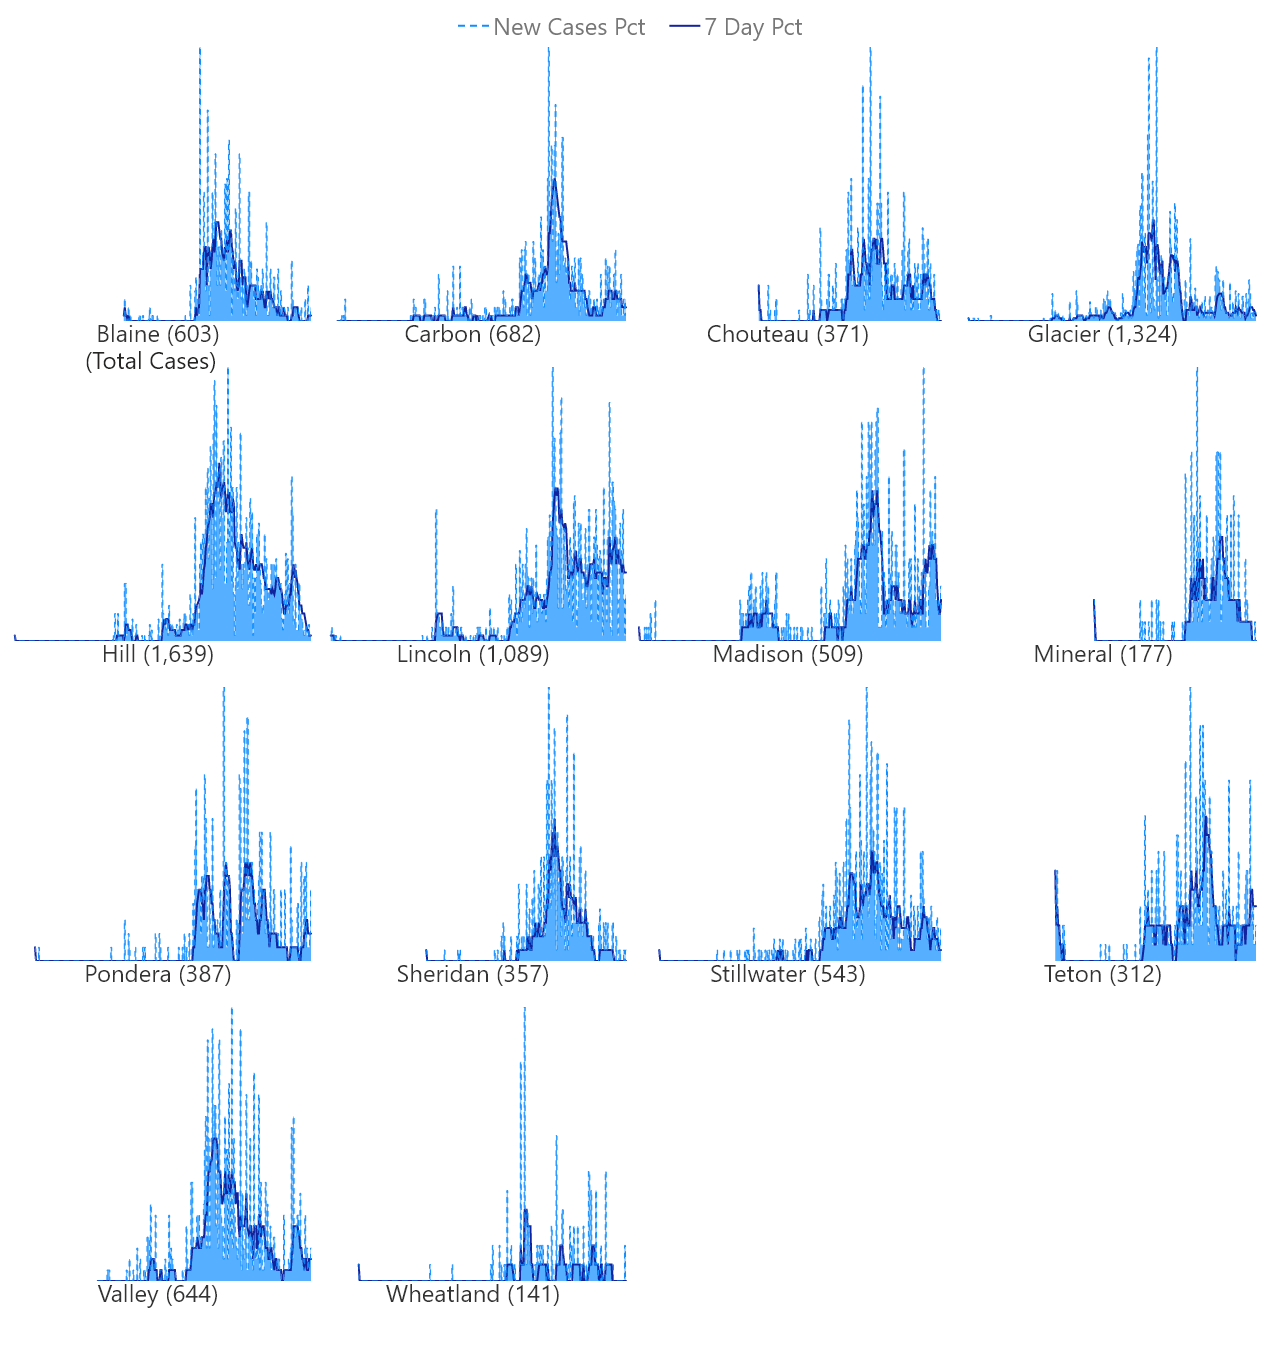 New Cases Pct 7 Day Pct
Blaine (603) Carbon (682) Chouteau (371) Glacier (1,324)
(Total Cases)
Hill (1,639) Lincoln (1,089) Madison (509) Mineral (177)
Pondera (387) Sheridan (357) Stillwater (543) Teton (312)
Valley (644) Wheatland (141)